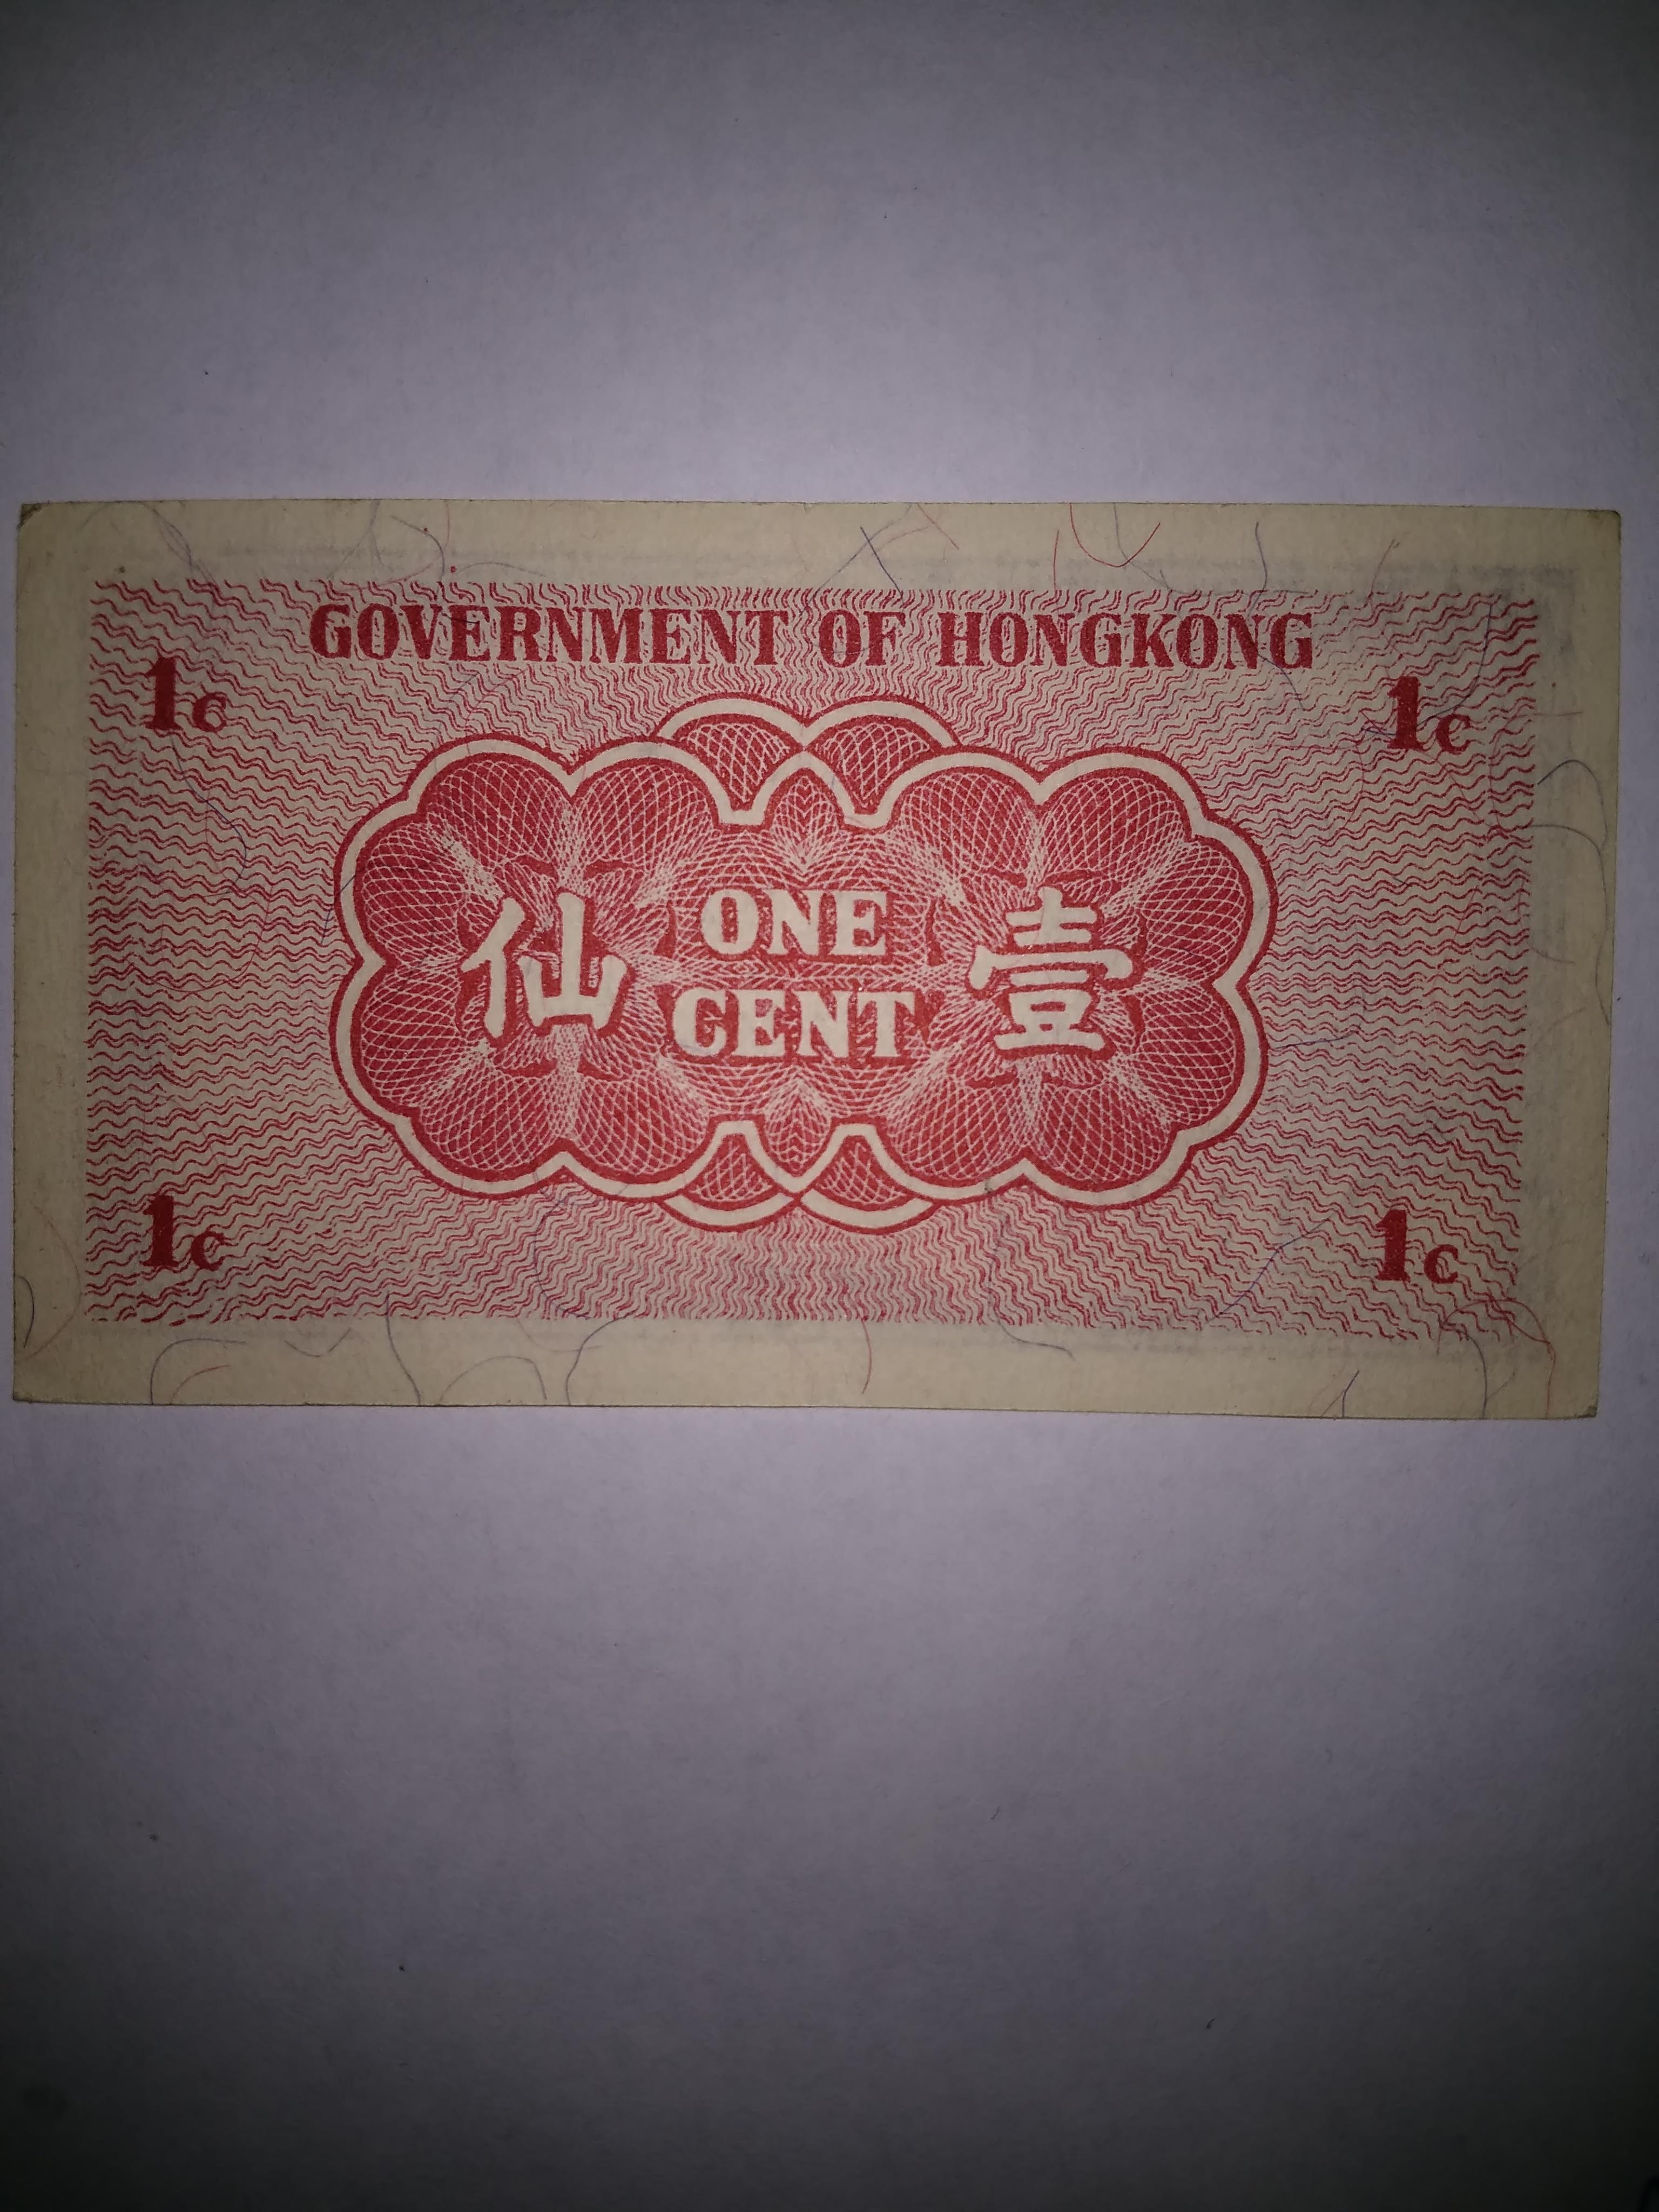 GOVERNMENT OF HONGKONG
1c 1c
仙 ONE CENT 壹
1c 1c